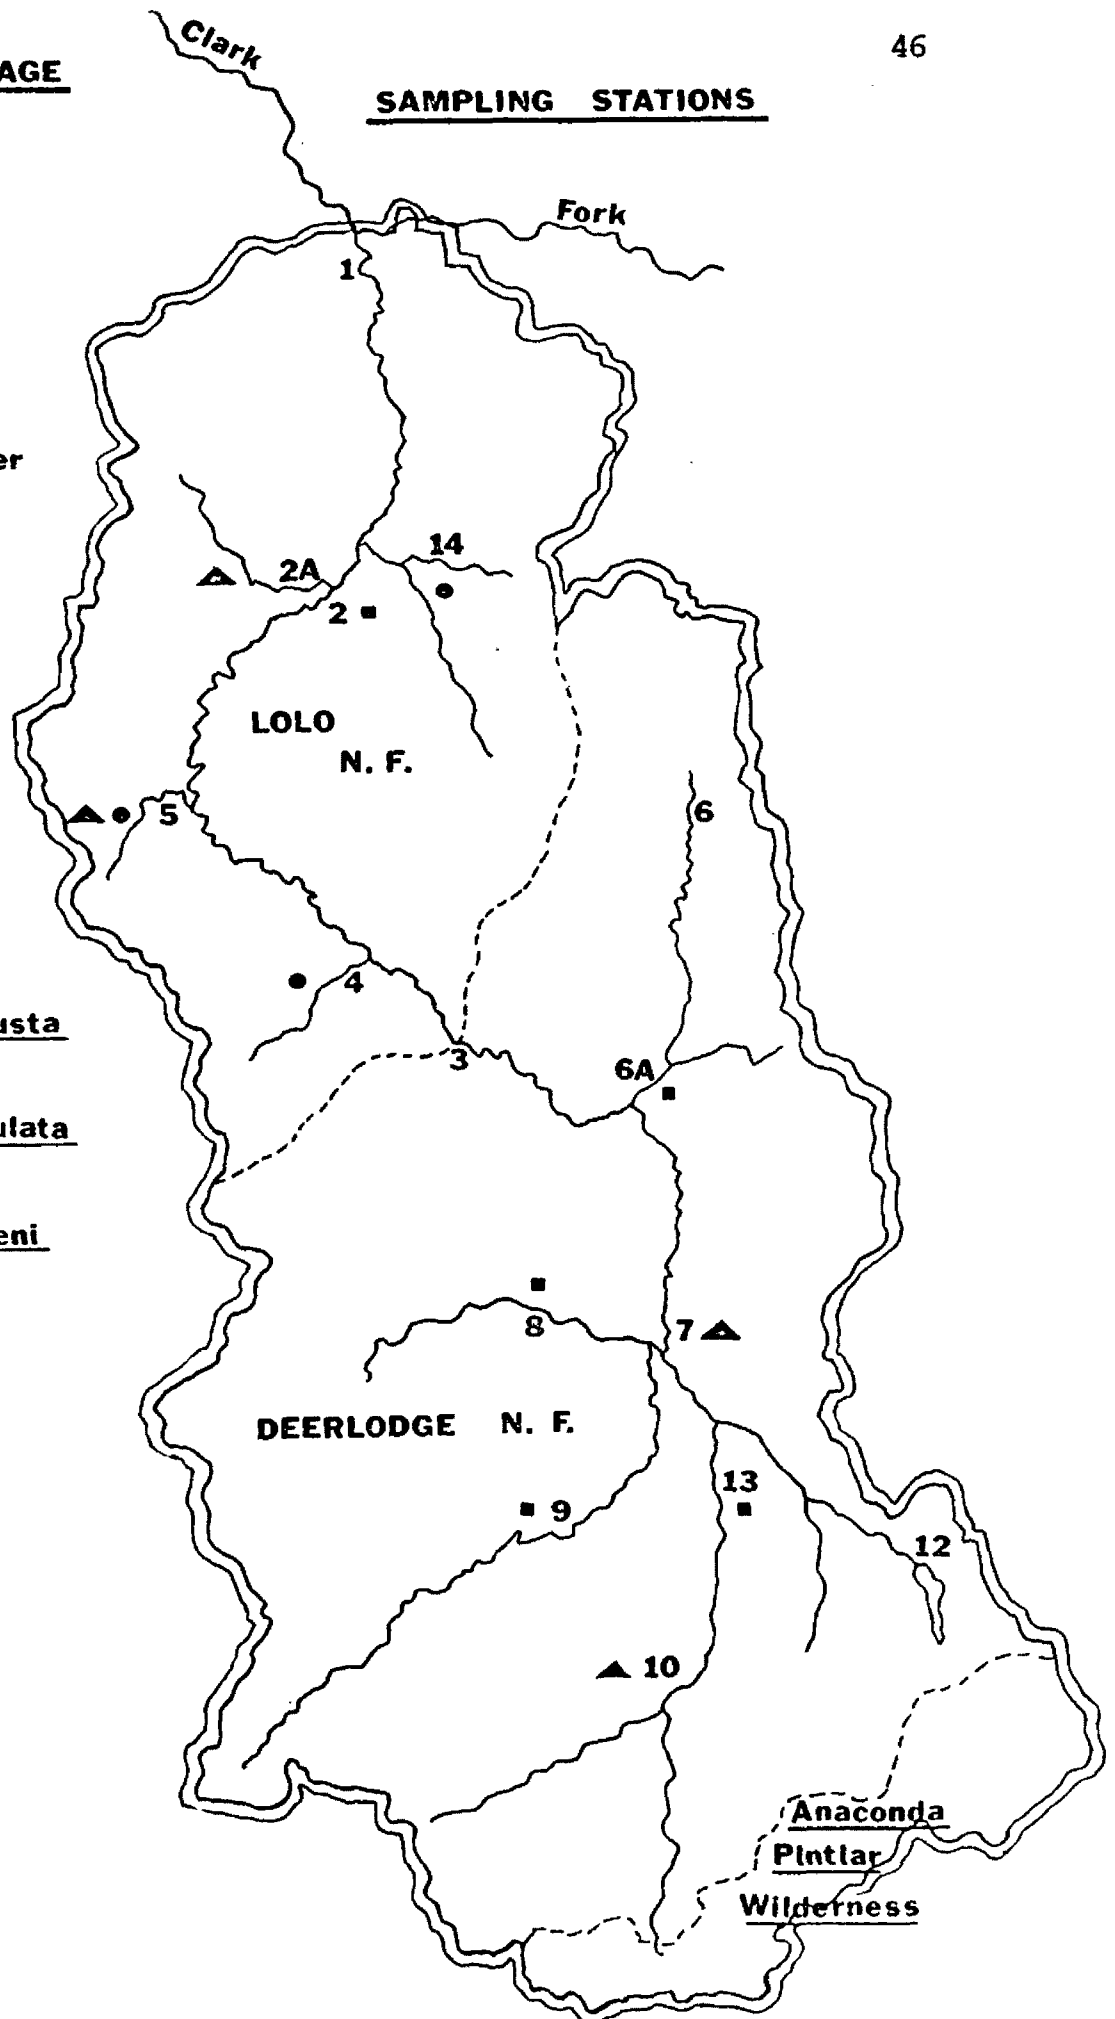 Clark
46
AGE
SAMPLING STATIONS
Fork
1
er
14
2A
2
LOLO
N. F.
5
6
4
usta
3
6A
ulata
eni
8
7
DEERLODGE N. F.
13
9
12
10
Anaconda
Pintlar
Wilderness